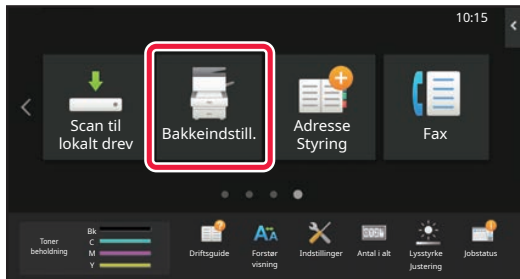 10:15
Scan til
lokalt drev
Bakkeindstill.
Adresse
Styring
Fax
Toner
beholdning
Bk
C
M
Y
Driftsguide
Forstør
visning
Indstillinger
Antal i alt
Lysstyrke
Justering
Jobstatus